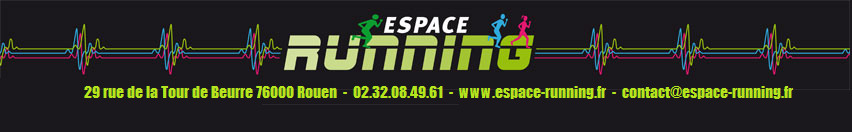 ESPACE
RUNNING
29 rue de la Tour de Beurre 76000 Rouen - 02.32.08.49.61 - www.espace-running.fr - contact@espace-running.fr